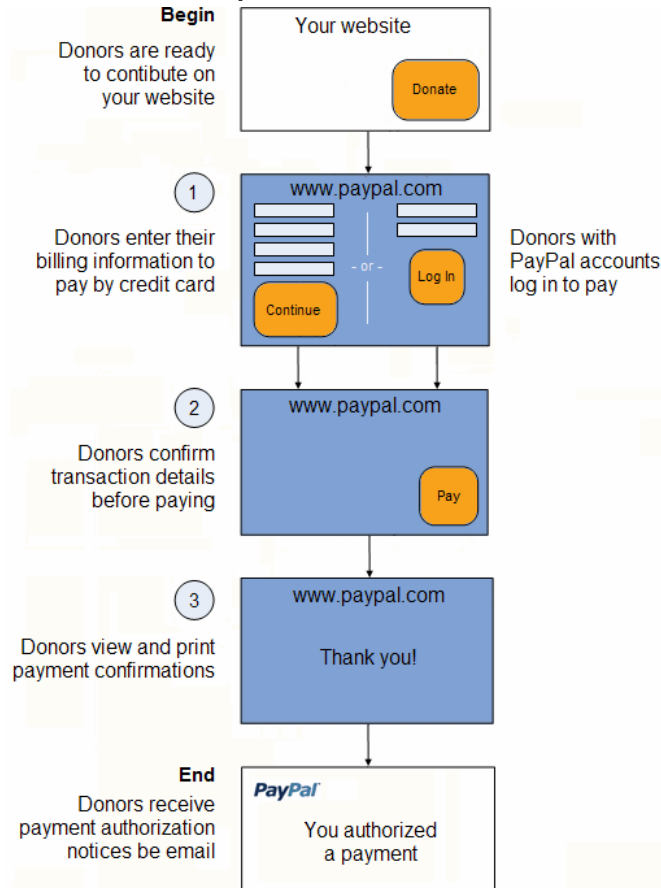 Begin
Donors are ready
to contibute on
your website
Your website
Donate
1
Donors enter their
billing information to
pay by credit card
www.paypal.com
- or -
Continue
Log In
Donors with
PayPal accounts
log in to pay
2
Donors confirm
transaction details
before paying
www.paypal.com
Pay
3
Donors view and print
payment confirmations
www.paypal.com
Thank you!
End
Donors receive
payment authorization
notices be email
PayPal
You authorized
a payment